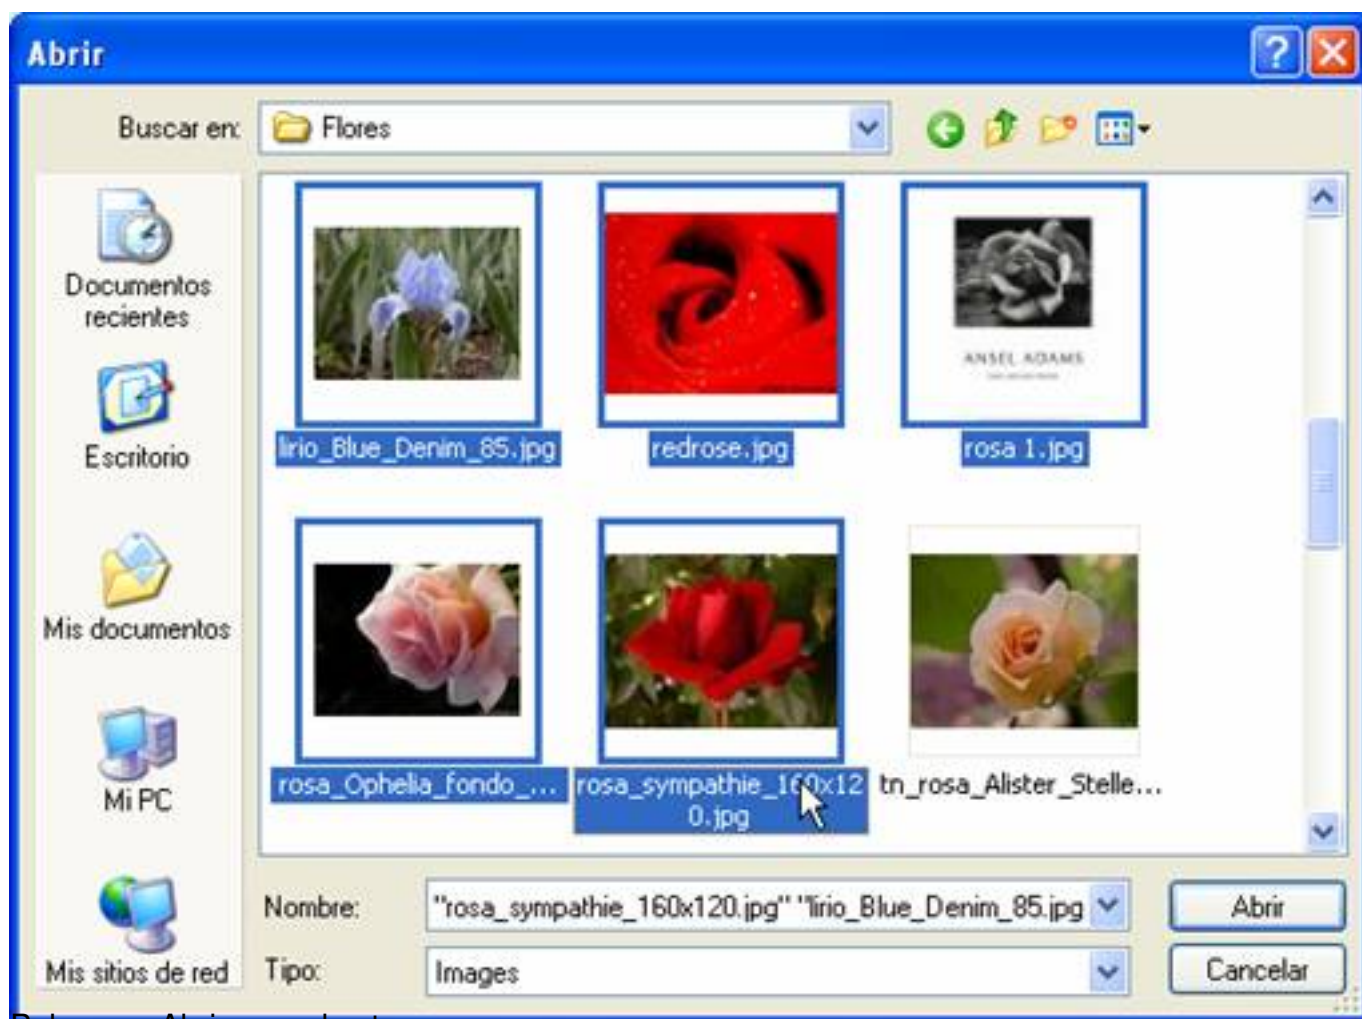 Abrir
Buscar en:
Flores
Documentos
recientes
Escritorio
Mis documentos
Mi PC
Mis sitios de red
ANSEL ADAMS
lirio_Blue_Denim_85.jpg
redrose.jpg
rosa 1.jpg
rosa_Ophelia_fondo_...
rosa_sympathie_160x12
0.jpg
tn_rosa_Alister_Stelle...
Nombre:
"rosa_sympathie_160x120.jpg" "lirio_Blue_Denim_85.jpg
Abrir
Tipo:
Images
Cancelar